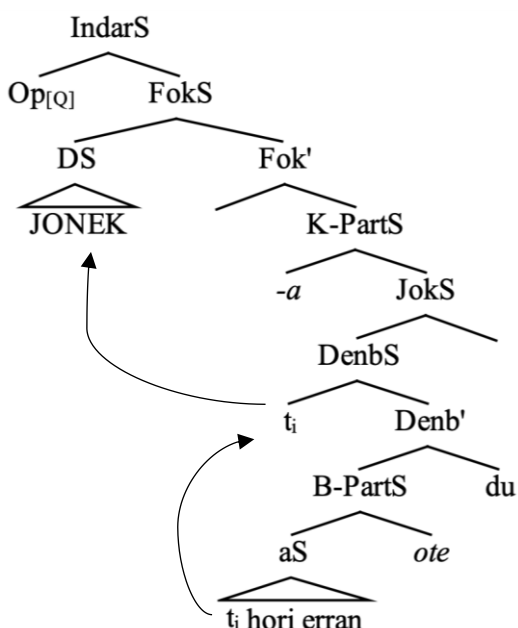 IndarS
Op[Q] FokS
DS Fok'
JONEK K-PartS
-a JokS
DenbS
ti Denb'
B-PartS du
aS ote
ti hori erran